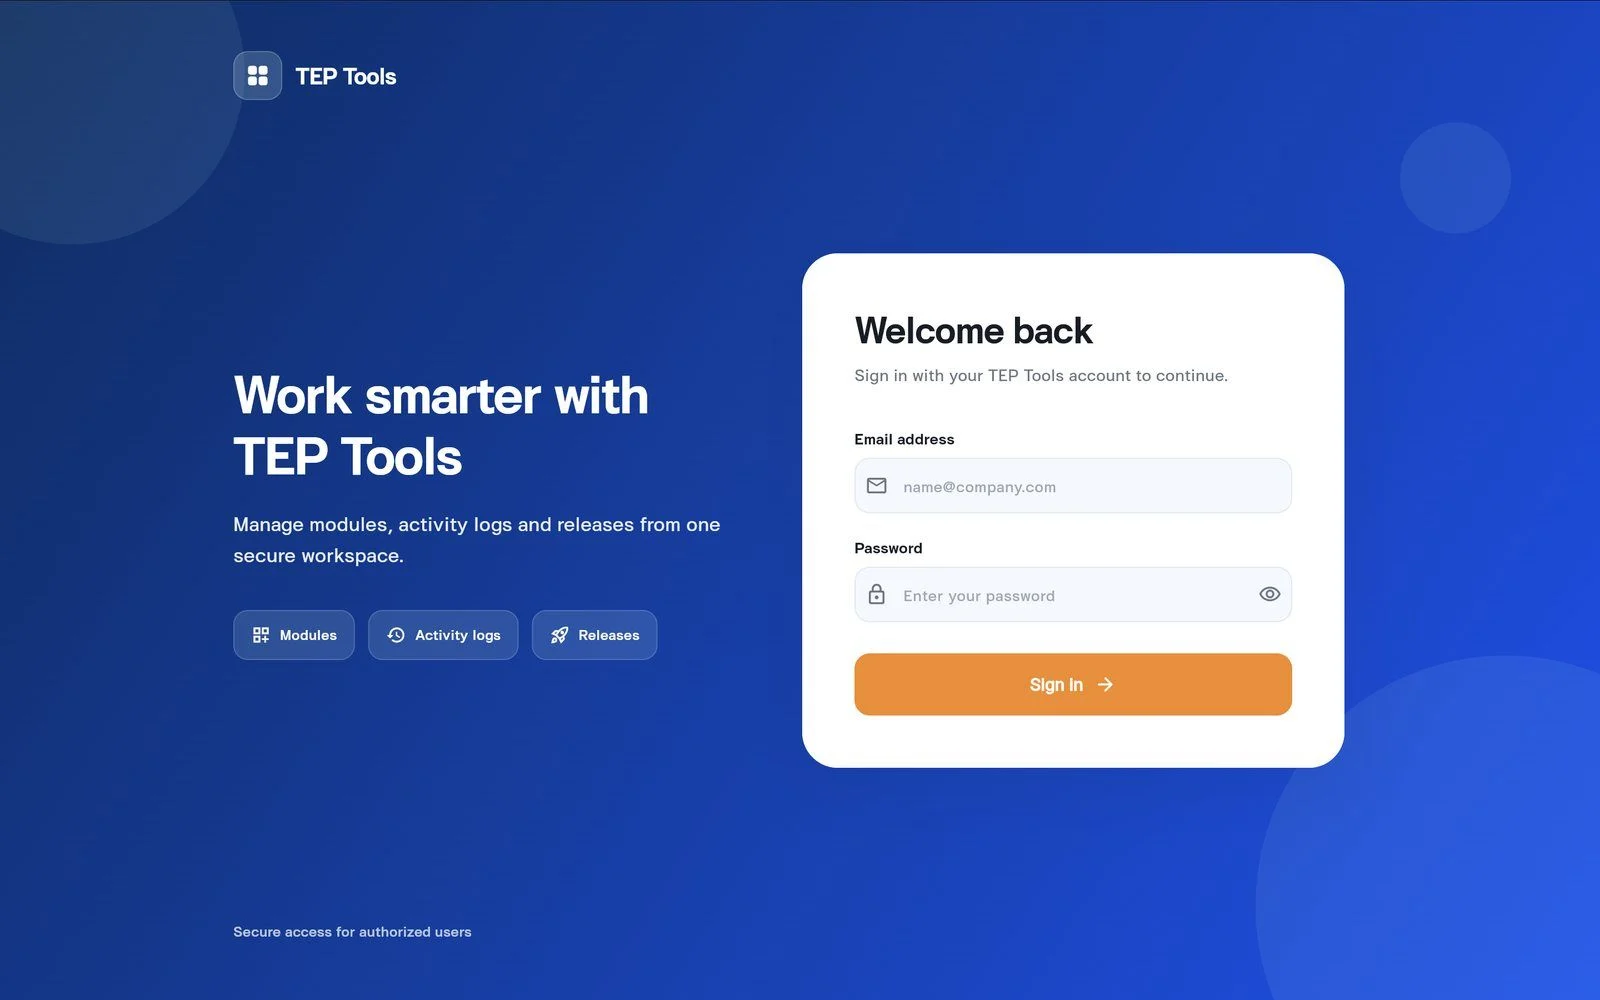 TEP Tools
Work smarter with
TEP Tools
Manage modules, activity logs and releases from one
secure workspace.
Modules
Activity logs
Releases
Secure access for authorized users
Welcome back
Sign in with your TEP Tools account to continue.
Email address
name@company.com
Password
Enter your password
Sign in